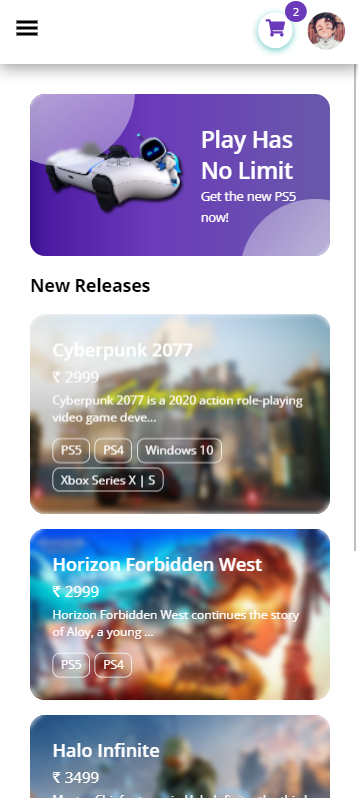 2
Play Has
No Limit
Get the new PS5
now!
New Releases
Cyberpunk 2077
₹ 2999
Cyberpunk 2077 is a 2020 action role-playing
video game deve...
PS5 PS4 Windows 10
Xbox Series X | S
Horizon Forbidden West
₹ 2999
Horizon Forbidden West continues the story
of Aloy, a young ...
PS5 PS4
Halo Infinite
₹ 3499